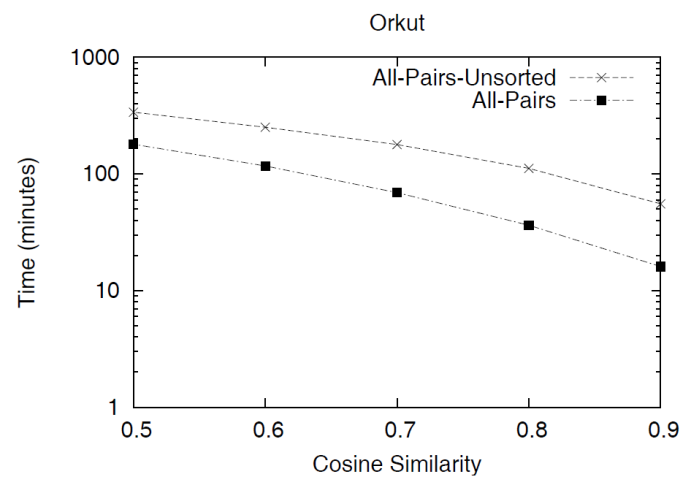 Orkut
1000
All-Pairs-Unsorted
All-Pairs
100
Time (minutes)
10
1
0.5 0.6 0.7 0.8 0.9
Cosine Similarity